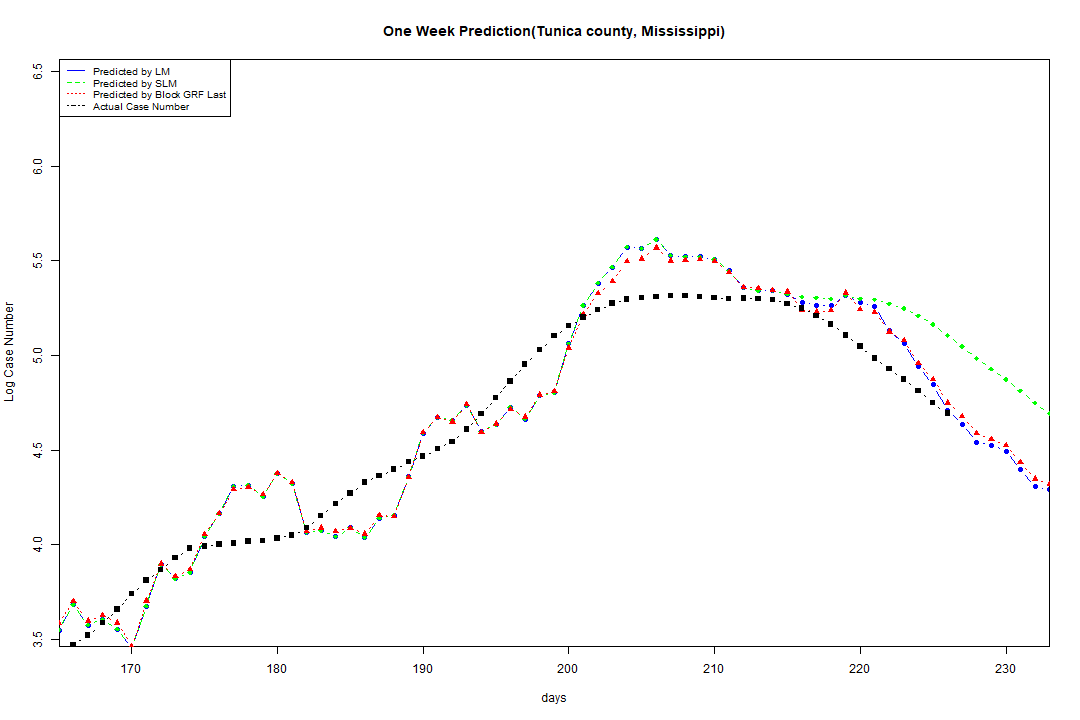 One Week Prediction(Tunica county, Mississippi)
Predicted by LM
Predicted by SLM
Predicted by Block GRF Last
Actual Case Number
6.5
6.0
5.5
5.0
4.5
4.0
3.5
Log Case Number
170 180 190 200 210 220 230
days